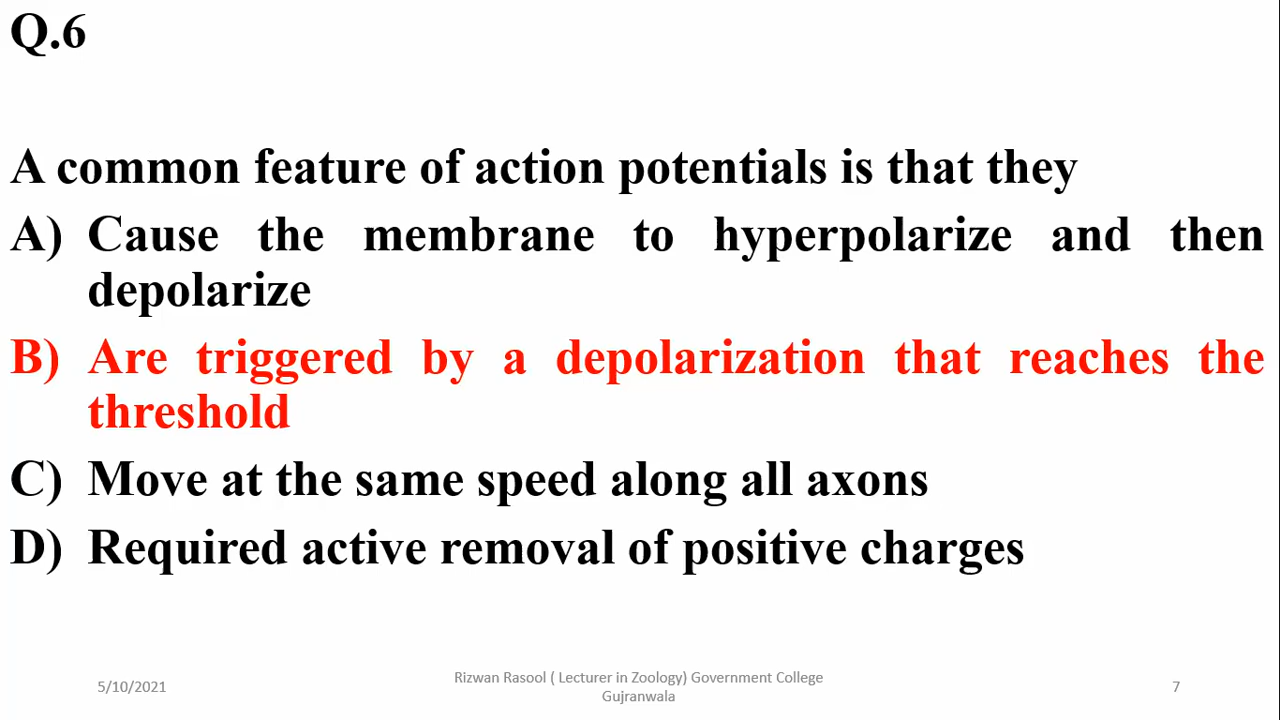 Q.6
A common feature of action potentials is that they
A) Cause the membrane to hyperpolarize and then
depolarize
B) Are triggered by a depolarization that reaches the
threshold
C) Move at the same speed along all axons
D) Required active removal of positive charges
5/10/2021
Rizwan Rasool ( Lecturer in Zoology) Government College
Gujranwala
7